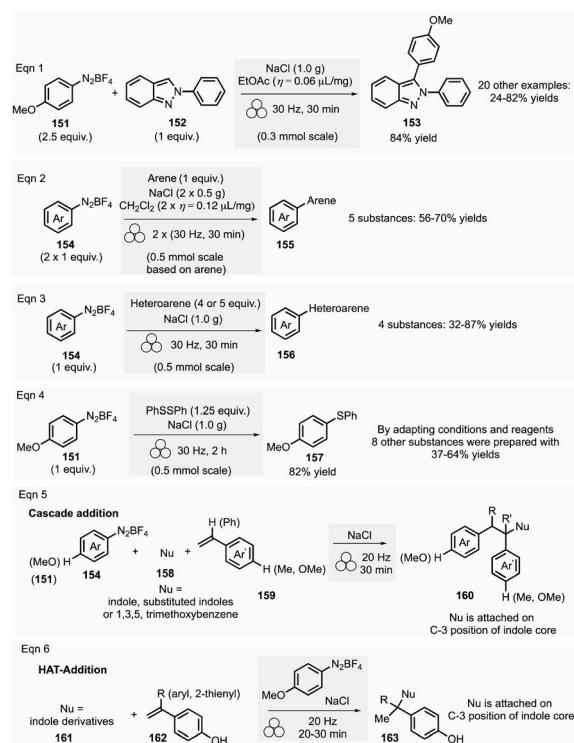 Eqn 1
N₂BF₄
MeO
151
(2.5 equiv.)
+
N
N
152
(1 equiv.)
NaCl (1.0 g)
EtOAc (η = 0.06 μL/mg)
30 Hz, 30 min
(0.3 mmol scale)
OMe
N
N
153
84% yield
20 other examples:
24-82% yields
Eqn 2
N₂BF₄
Ar
154
(2 x 1 equiv.)
Arene (1 equiv.)
NaCl (2 x 0.5 g)
CH₂Cl₂ (2 x η = 0.12 μL/mg)
2 x (30 Hz, 30 min)
(0.5 mmol scale
based on arene)
Arene
Ar
155
5 substances: 56-70% yields
Eqn 3
N₂BF₄
Ar
154
(1 equiv.)
Heteroarene (4 or 5 equiv.)
NaCl (1.0 g)
30 Hz, 30 min
(0.5 mmol scale)
Heteroarene
Ar
156
4 substances: 32-87% yields
Eqn 4
N₂BF₄
MeO
151
(1 equiv.)
PhSSPh (1.25 equiv.)
NaCl (1.0 g)
30 Hz, 2 h
(0.5 mmol scale)
SPh
MeO
157
82% yield
By adapting conditions and reagents
8 other substances were prepared with
37-64% yields
Eqn 5
Cascade addition
N₂BF₄
Ar
(MeO) H
(151) 154
+
Nu
158
Nu =
indole, substituted indoles
or 1,3,5, trimethoxybenzene
+
H (Ph)
Ar'
H (Me, OMe)
159
NaCl
20 Hz
30 min
R
R'
Nu
(MeO) H
Ar
Ar'
H (Me, OMe)
160
Nu is attached on
C-3 position of indole core
Eqn 6
HAT-Addition
Nu =
indole derivatives
161
+
R (aryl, 2-thienyl)
OH
162
N₂BF₄
MeO
NaCl
20 Hz
20-30 min
R
Nu
Me
OH
163
Nu is attached on
C-3 position of indole core